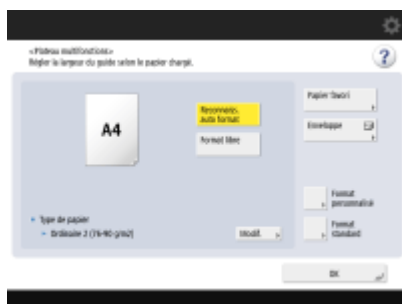 <Plateau multifonctions>
Régler la largeur du guide selon le papier chargé.
?
A4
Reconnais.
auto format
Format libre
Papier favori
Enveloppe
Format
personnalisé
Format
standard
Type de papier
Ordinaire 2 (76-90 g/m2)
Modif.
OK